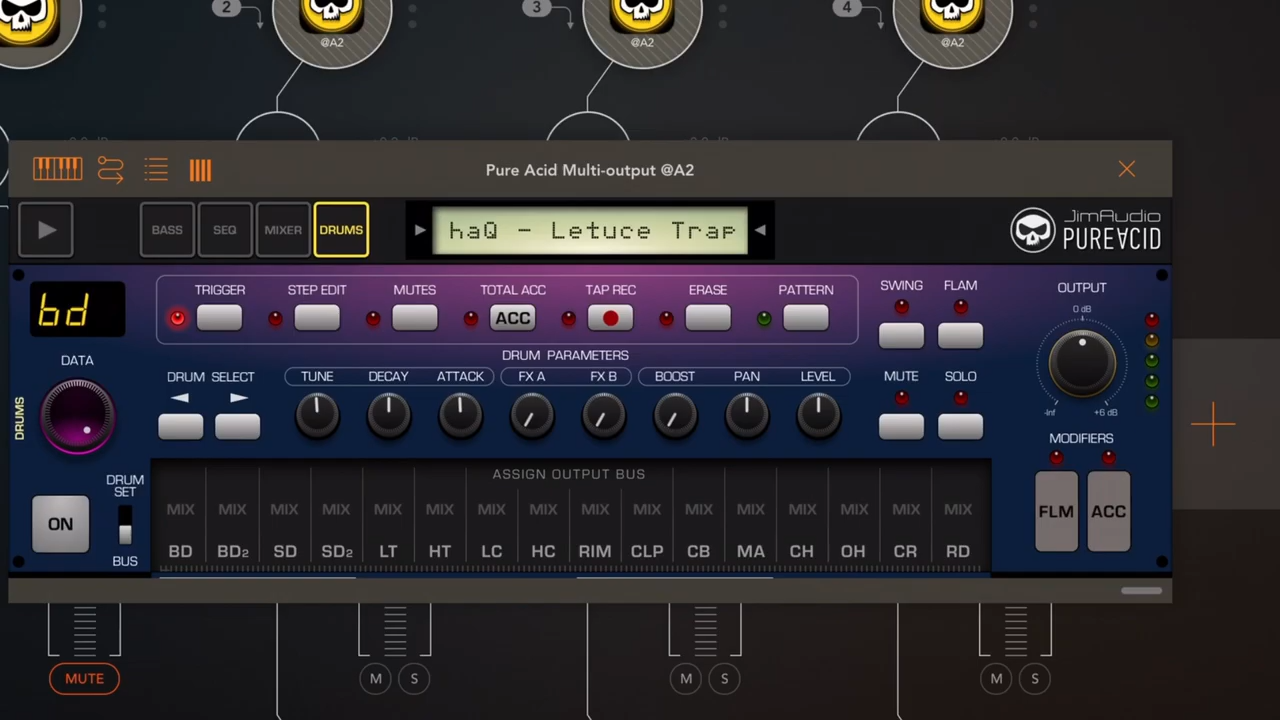 2 3 4
@A2 @A2 @A2
Pure Acid Multi-output @A2
BASS SEQ MIXER DRUMS
haQ - Letuce Trap
JimAudio
PUREACID
bd
TRIGGER STEP EDIT MUTES TOTAL ACC TAP REC ERASE PATTERN
ACC
SWING FLAM
OUTPUT
0 dB
-Inf +6 dB
DATA
DRUMS
DRUM PARAMETERS
DRUM SELECT
TUNE DECAY ATTACK FX A FX B BOOST PAN LEVEL
MUTE SOLO
MODIFIERS
FLM ACC
DRUM
SET
ON
BUS
ASSIGN OUTPUT BUS
MIX MIX MIX MIX MIX MIX MIX MIX MIX MIX MIX MIX MIX MIX MIX MIX
BD BD2 SD SD2 LT HT LC HC RIM CLP CB MA CH OH CR RD
MUTE M S M S M S